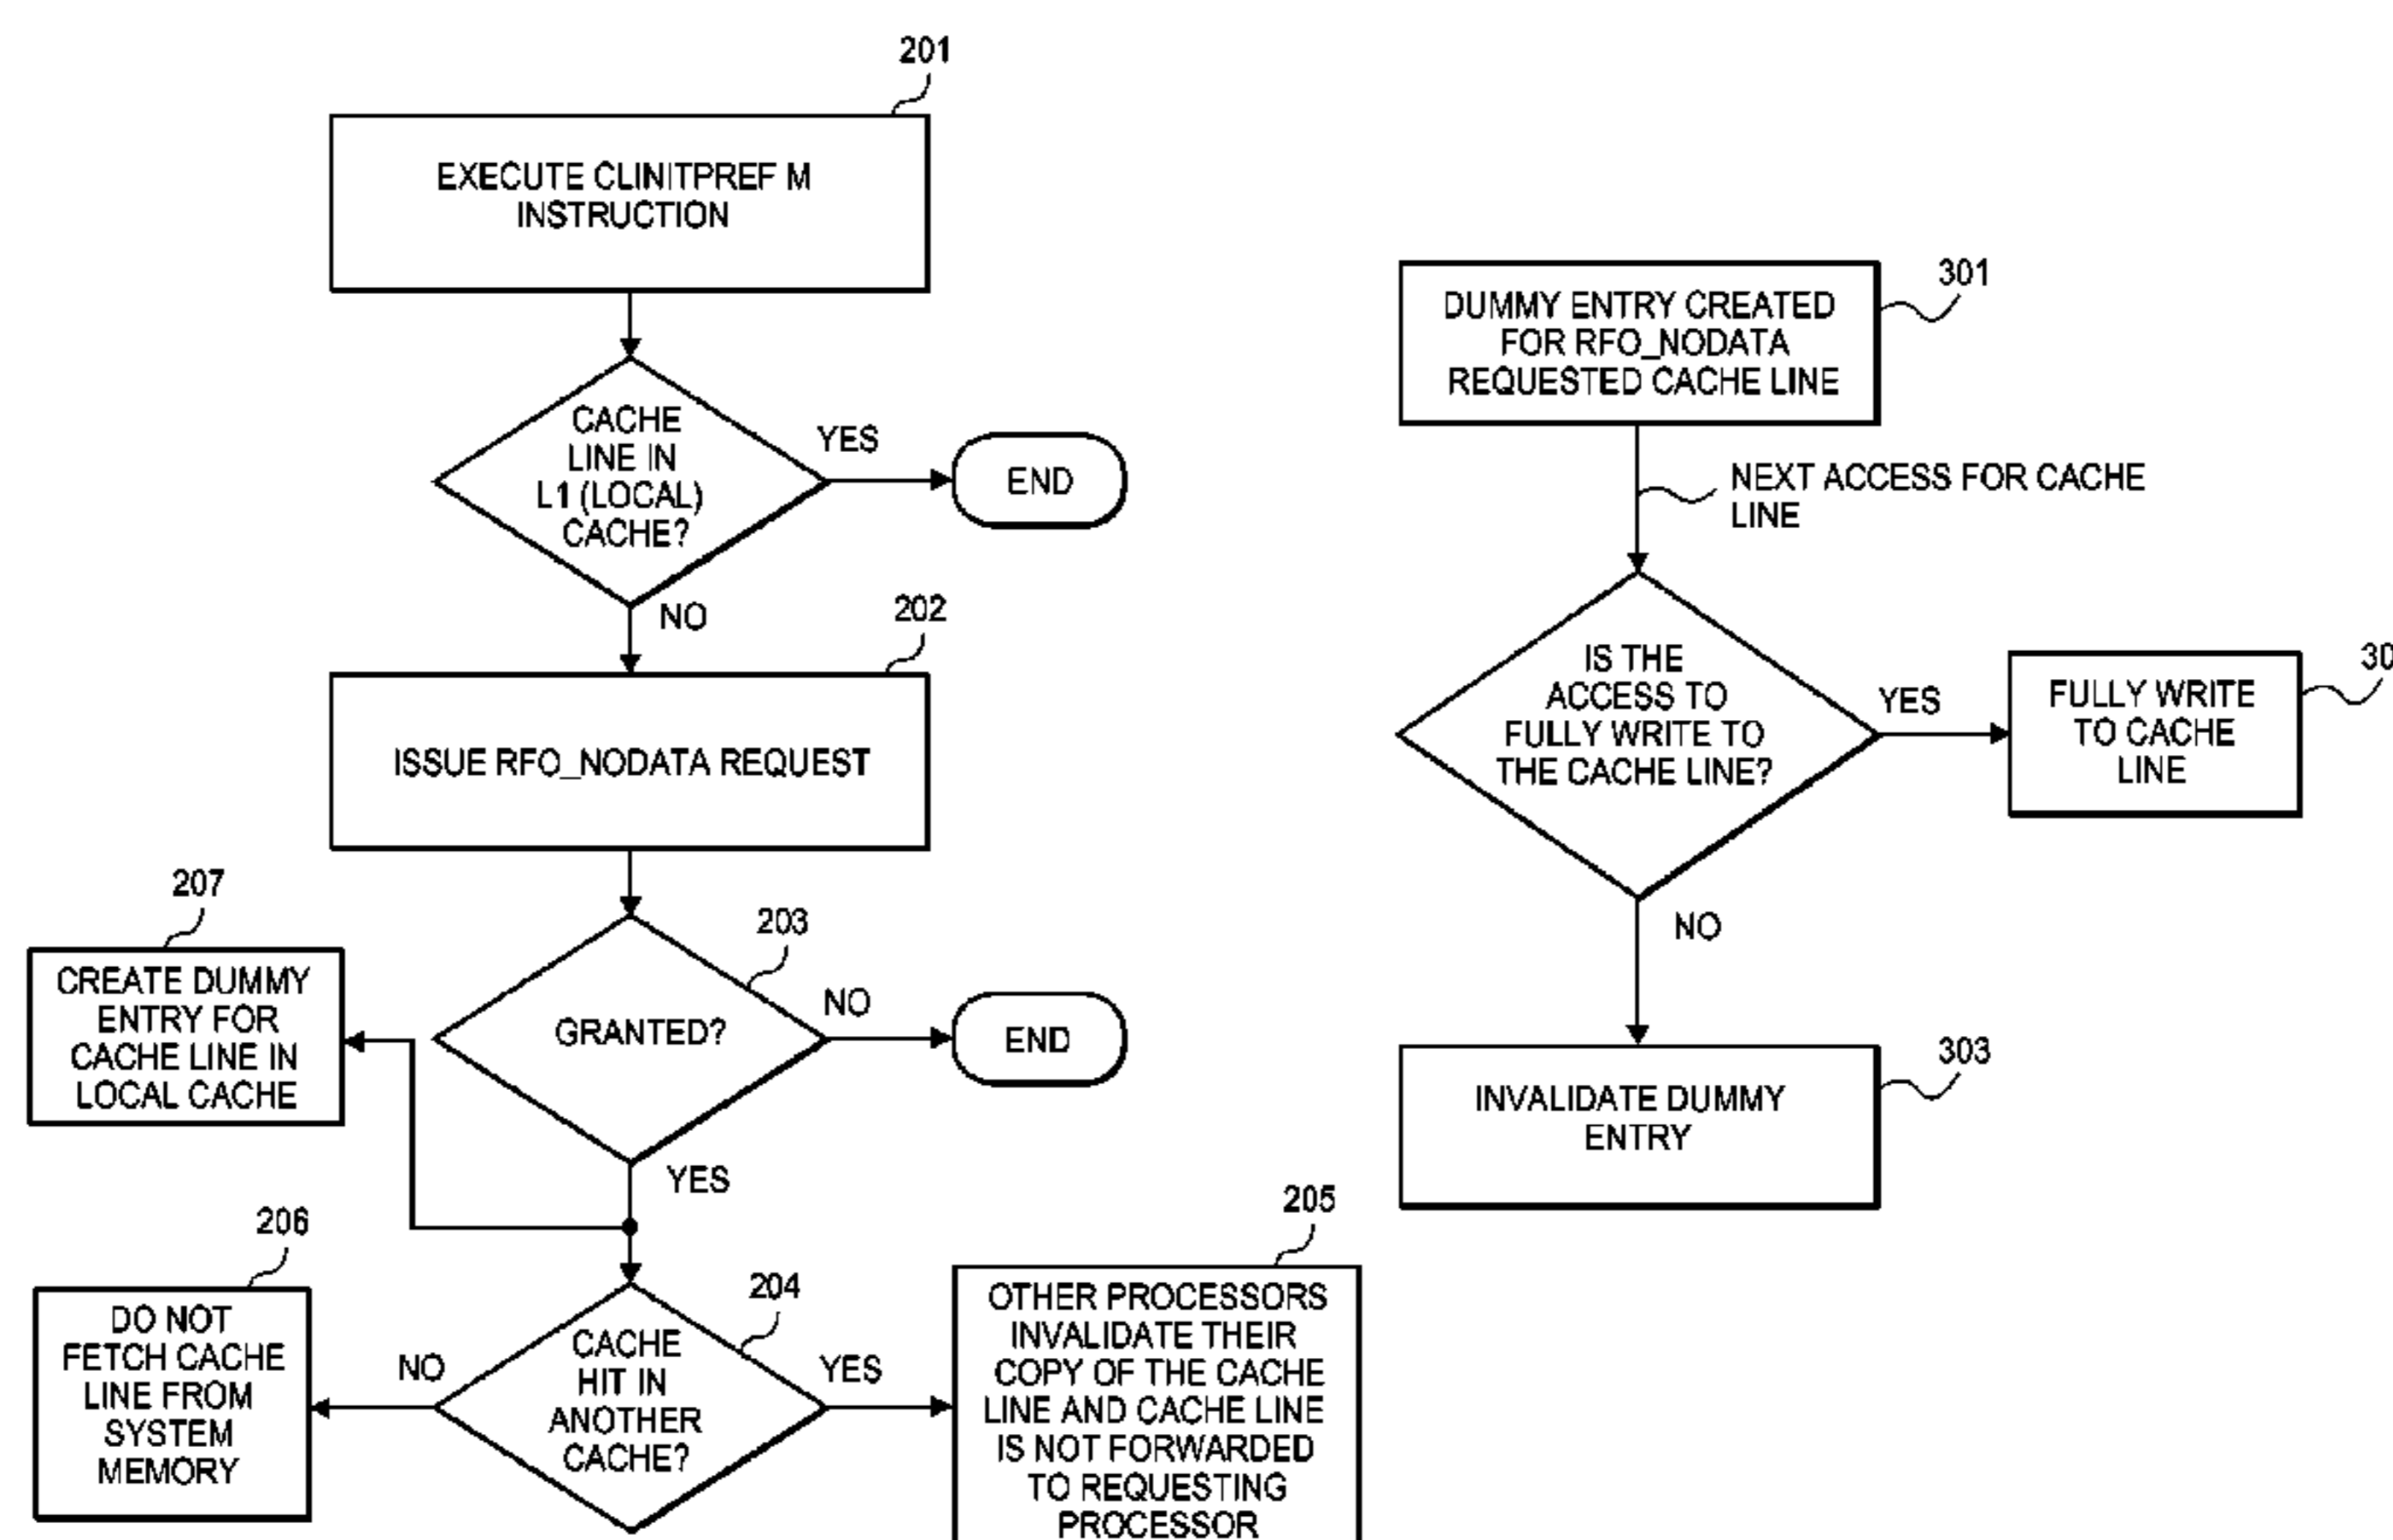 201
EXECUTE CLINITPREF M
INSTRUCTION
CACHE
LINE IN
L1 (LOCAL)
CACHE?
YES
END
NO
202
ISSUE RFO_NODATA REQUEST
203
GRANTED?
NO
END
YES
207
CREATE DUMMY
ENTRY FOR
CACHE LINE IN
LOCAL CACHE
204
CACHE
HIT IN
ANOTHER
CACHE?
NO
206
DO NOT
FETCH CACHE
LINE FROM
SYSTEM
MEMORY
YES
205
OTHER PROCESSORS
INVALIDATE THEIR
COPY OF THE CACHE
LINE AND CACHE LINE
IS NOT FORWARDED
TO REQUESTING
PROCESSOR
301
DUMMY ENTRY CREATED
FOR RFO_NODATA
REQUESTED CACHE LINE
NEXT ACCESS FOR CACHE
LINE
IS THE
ACCESS TO
FULLY WRITE TO
THE CACHE LINE?
YES
30
FULLY WRITE
TO CACHE
LINE
NO
303
INVALIDATE DUMMY
ENTRY